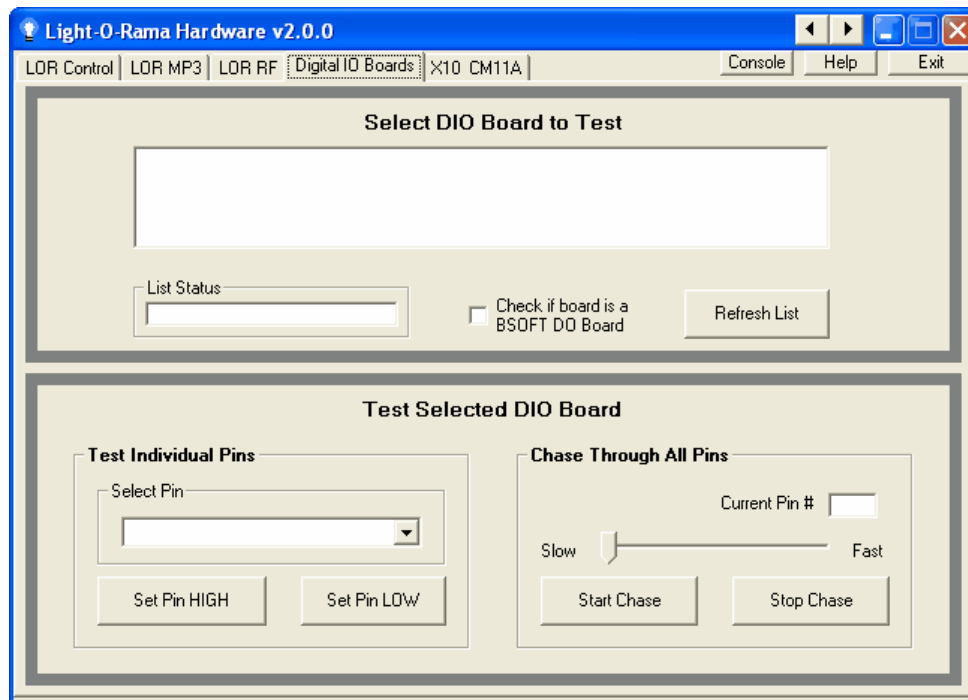 Light-O-Rama Hardware v2.0.0
LOR Control LOR MP3 LOR RF Digital IO Boards X10 CM11A Console Help Exit
Select DIO Board to Test
List Status
Check if board is a
BSOFT DO Board
Refresh List
Test Selected DIO Board
Test Individual Pins
Select Pin
Set Pin HIGH Set Pin LOW
Chase Through All Pins
Current Pin #
Slow Fast
Start Chase Stop Chase